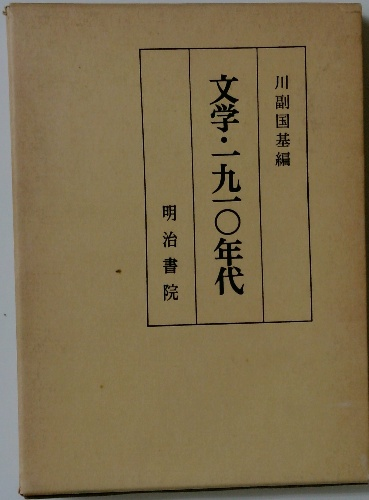 川副国基編
文学・一九一〇年代
明治書院